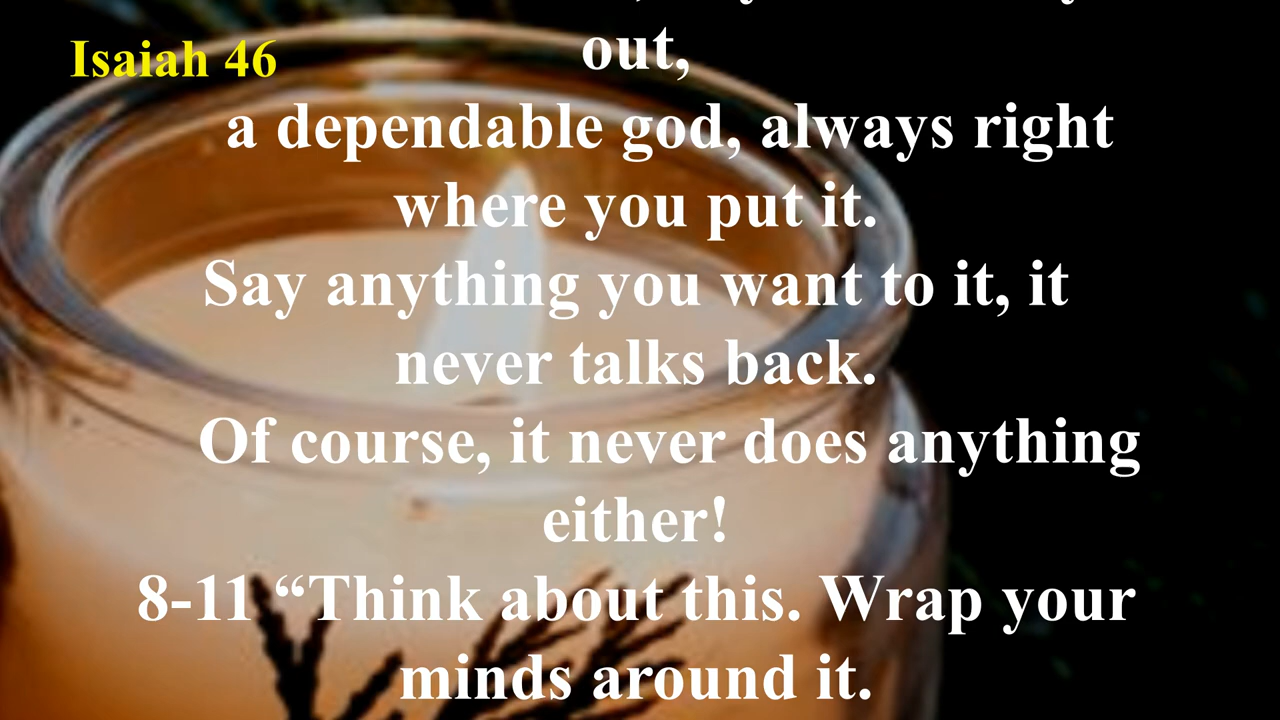 Isaiah 46
out,
a dependable god, always right
where you put it.
Say anything you want to it, it
never talks back.
Of course, it never does anything
either!
8-11 “Think about this. Wrap your
minds around it.